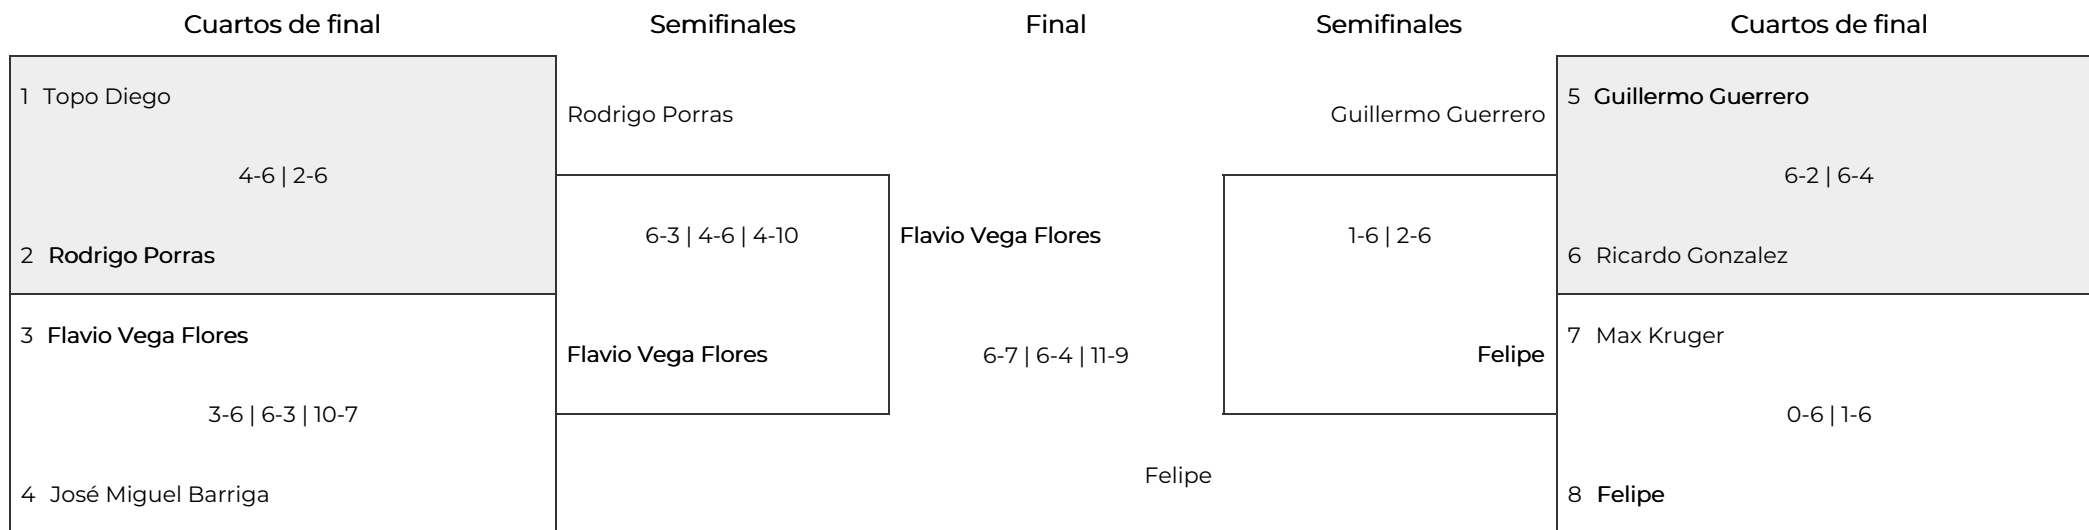 Cuartos de final
Semifinales
Final
Semifinales
Cuartos de final
1 Topo Diego
4-6 | 2-6
2 Rodrigo Porras
3 Flavio Vega Flores
3-6 | 6-3 | 10-7
4 José Miguel Barriga
Rodrigo Porras
6-3 | 4-6 | 4-10
Flavio Vega Flores
Flavio Vega Flores
6-7 | 6-4 | 11-9
Felipe
Guillermo Guerrero
1-6 | 2-6
Felipe
5 Guillermo Guerrero
6-2 | 6-4
6 Ricardo Gonzalez
7 Max Kruger
0-6 | 1-6
8 Felipe